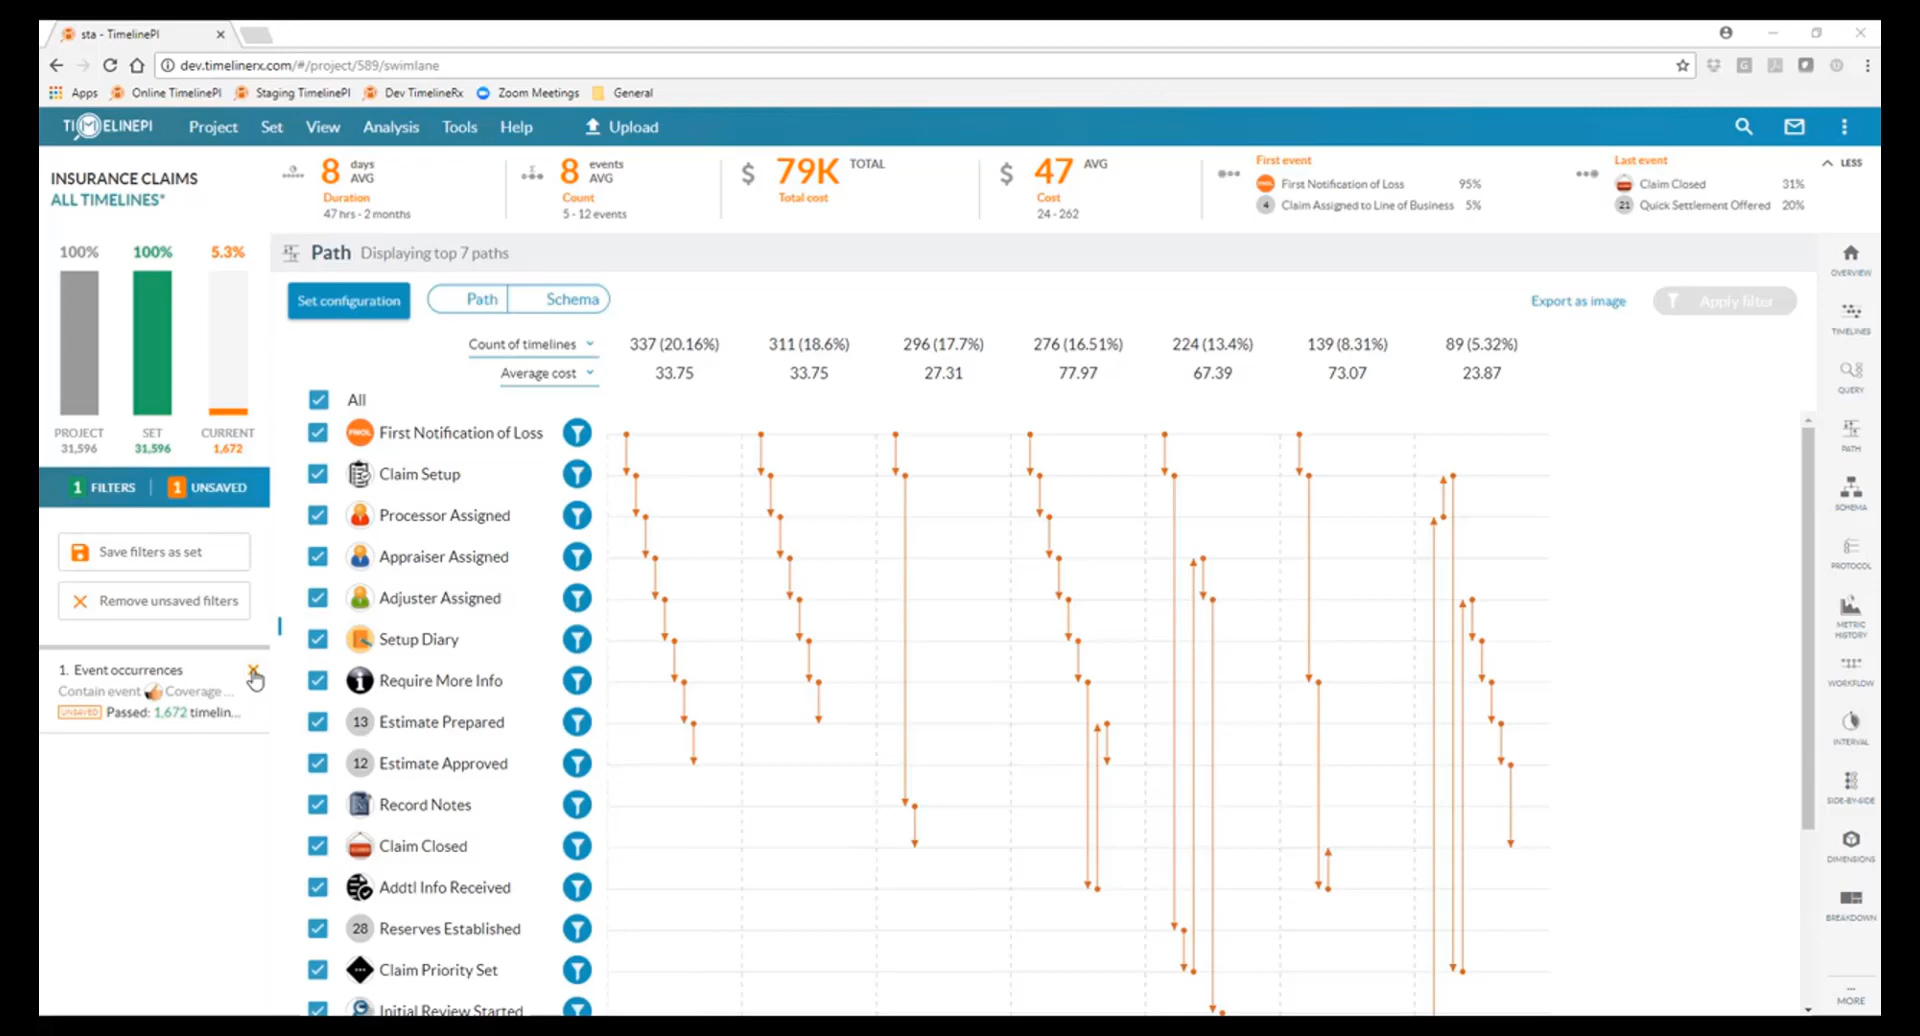 sta - TimelinePI
dev.timelinerx.com/#/project/589/swimlane
Apps Online TimelinePI Staging TimelinePI Dev TimelineRx Zoom Meetings General
TIMELINEPI Project Set View Analysis Tools Help Upload
INSURANCE CLAIMS
ALL TIMELINES*
8 days AVG
Duration
47 hrs - 2 months
8 events AVG
Count
5 - 12 events
$ 79K TOTAL
Total cost
$ 47 AVG
Cost
24 - 262
First event
First Notification of Loss 95%
4 Claim Assigned to Line of Business 5%
Last event
Claim Closed 31%
21 Quick Settlement Offered 20%
LESS
100% 100% 5.3%
PROJECT SET CURRENT
31,596 31,596 1,672
1 FILTERS | 1 UNSAVED
Save filters as set
Remove unsaved filters
1. Event occurrences
Contain event Coverage ...
UNSAVED Passed: 1,672 timelin...
Path Displaying top 7 paths
Set configuration Path Schema Export as image Apply filter
Count of timelines 337 (20.16%) 311 (18.6%) 296 (17.7%) 276 (16.51%) 224 (13.4%) 139 (8.31%) 89 (5.32%)
Average cost 33.75 33.75 27.31 77.97 67.39 73.07 23.87
All
FNOL First Notification of Loss
Claim Setup
Processor Assigned
Appraiser Assigned
Adjuster Assigned
Setup Diary
Require More Info
13 Estimate Prepared
12 Estimate Approved
Record Notes
Claim Closed
Addtl Info Received
28 Reserves Established
Claim Priority Set
Initial Review Started
OVERVIEW
TIMELINES
QUERY
PATH
SCHEMA
PROTOCOL
METRIC HISTORY
WORKFLOW
INTERVAL
SIDE-BY-SIDE
DIMENSIONS
BREAKDOWN
MORE